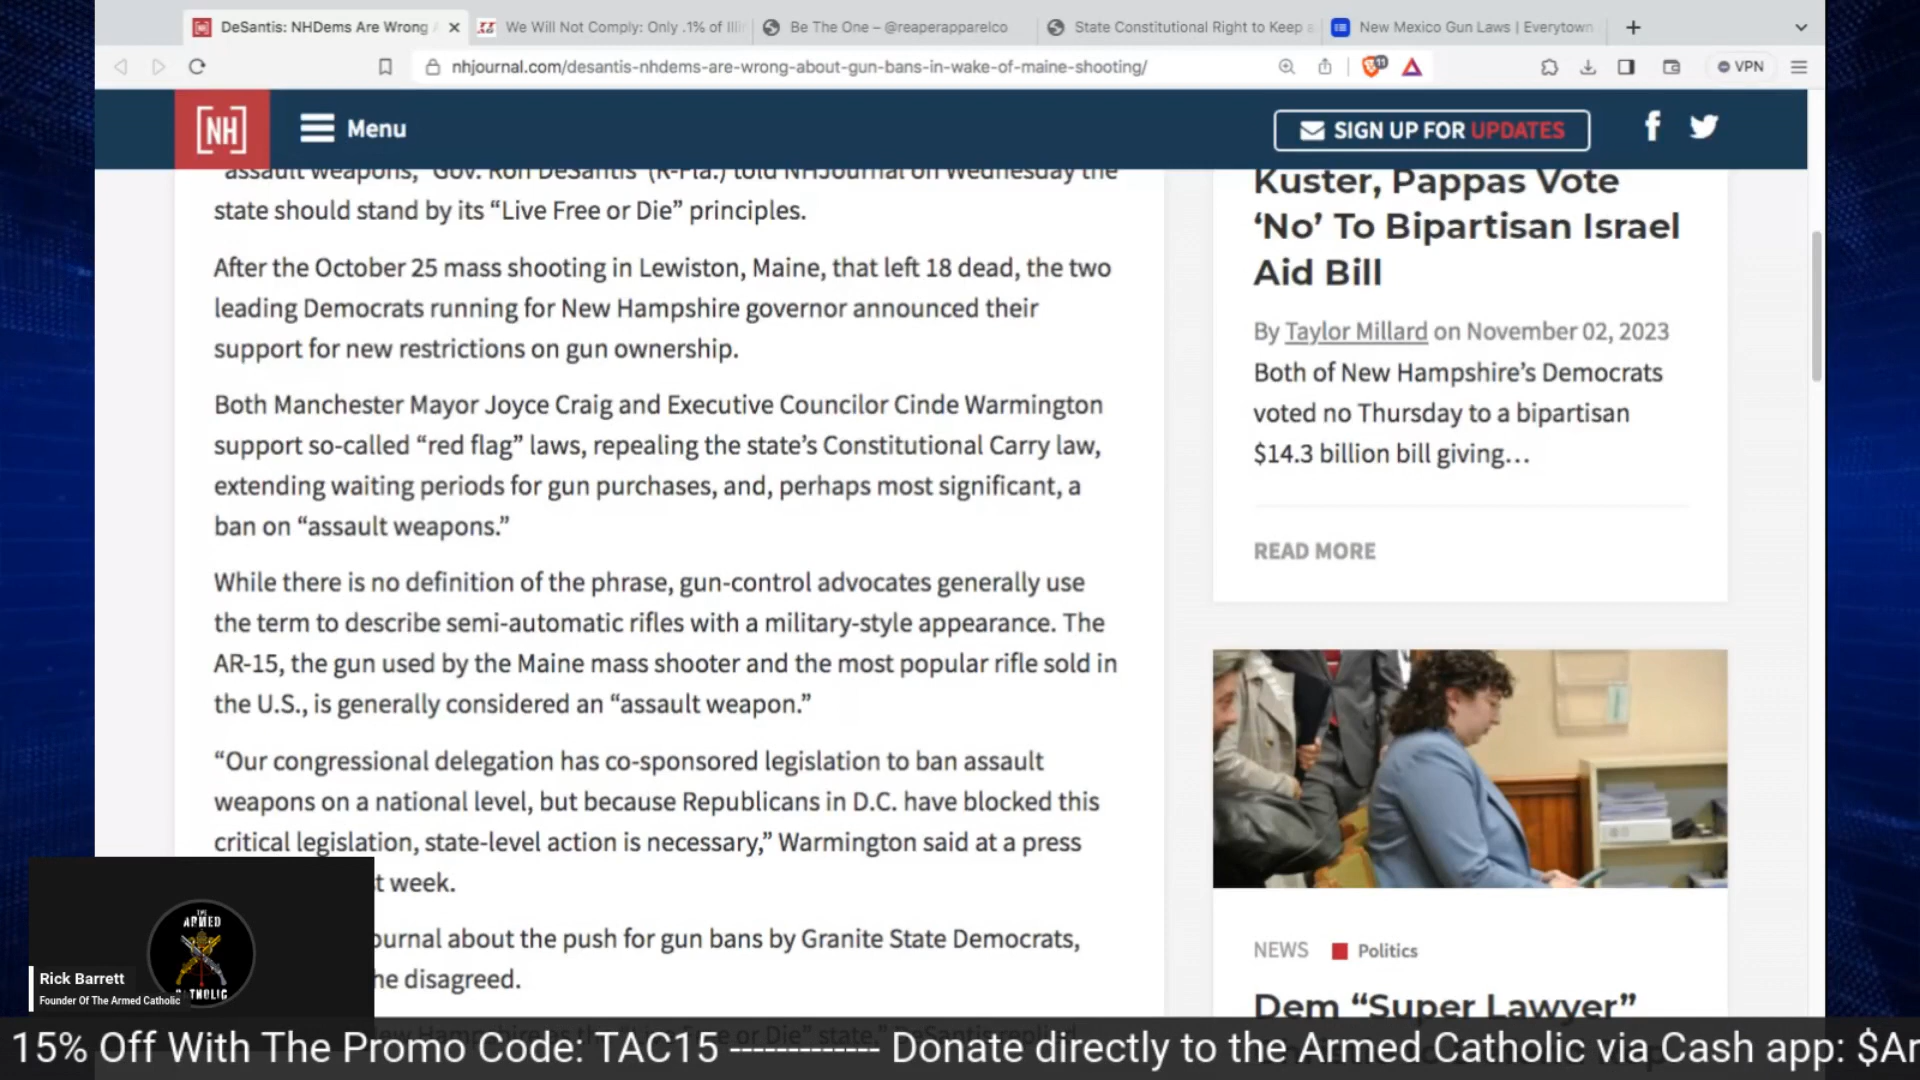 DeSantis: NHDems Are Wrong
We Will Not Comply: Only .1% of Illi
Be The One – @reaperapparelco
State Constitutional Right to Keep a
New Mexico Gun Laws | Everytown
nhjournal.com/desantis-nhdems-are-wrong-about-gun-bans-in-wake-of-maine-shooting/
11
VPN
NH
Menu
SIGN UP FOR UPDATES
“assault weapons,” Gov. Ron DeSantis (R-Fla.) told NHJournal on Wednesday the
state should stand by its “Live Free or Die” principles.
After the October 25 mass shooting in Lewiston, Maine, that left 18 dead, the two
leading Democrats running for New Hampshire governor announced their
support for new restrictions on gun ownership.
Both Manchester Mayor Joyce Craig and Executive Councilor Cinde Warmington
support so-called “red flag” laws, repealing the state’s Constitutional Carry law,
extending waiting periods for gun purchases, and, perhaps most significant, a
ban on “assault weapons.”
While there is no definition of the phrase, gun-control advocates generally use
the term to describe semi-automatic rifles with a military-style appearance. The
AR-15, the gun used by the Maine mass shooter and the most popular rifle sold in
the U.S., is generally considered an “assault weapon.”
“Our congressional delegation has co-sponsored legislation to ban assault
weapons on a national level, but because Republicans in D.C. have blocked this
critical legislation, state-level action is necessary,” Warmington said at a press
t week.
ournal about the push for gun bans by Granite State Democrats,
he disagreed.
Kuster, Pappas Vote
‘No’ To Bipartisan Israel
Aid Bill
By Taylor Millard on November 02, 2023
Both of New Hampshire’s Democrats
voted no Thursday to a bipartisan
$14.3 billion bill giving…
READ MORE
NEWS Politics
Dem “Super Lawyer”
THE
ARMED
CATHOLIC
Rick Barrett
Founder Of The Armed Catholic
15% Off With The Promo Code: TAC15 -------------- Donate directly to the Armed Catholic via Cash app: $Ar